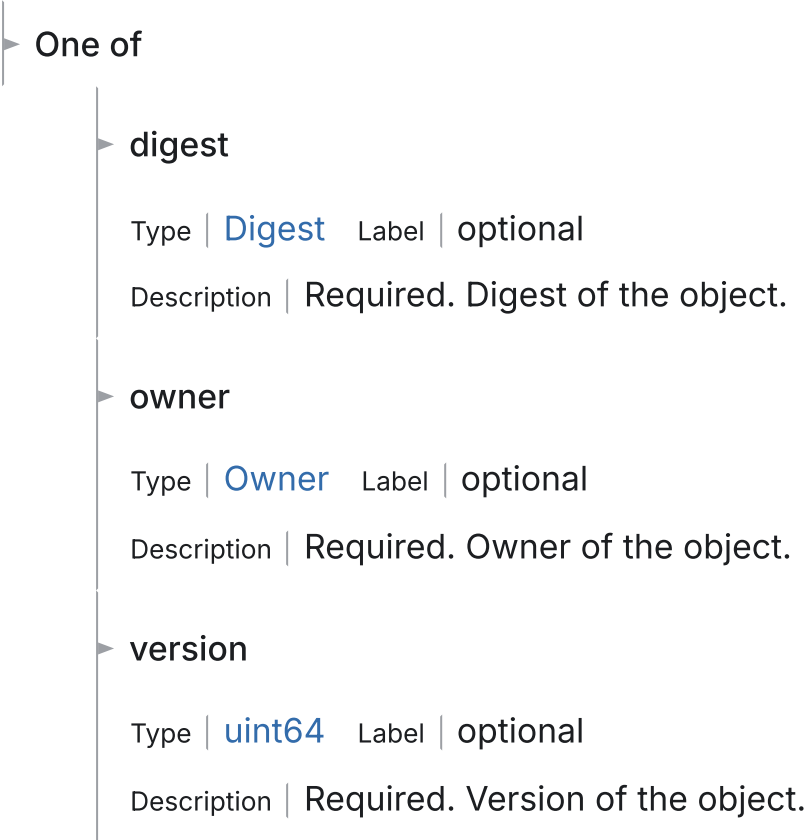 One of
digest
Type Digest Label optional
Description Required. Digest of the object.
owner
Type Owner Label optional
Description Required. Owner of the object.
version
Type uint64 Label optional
Description Required. Version of the object.